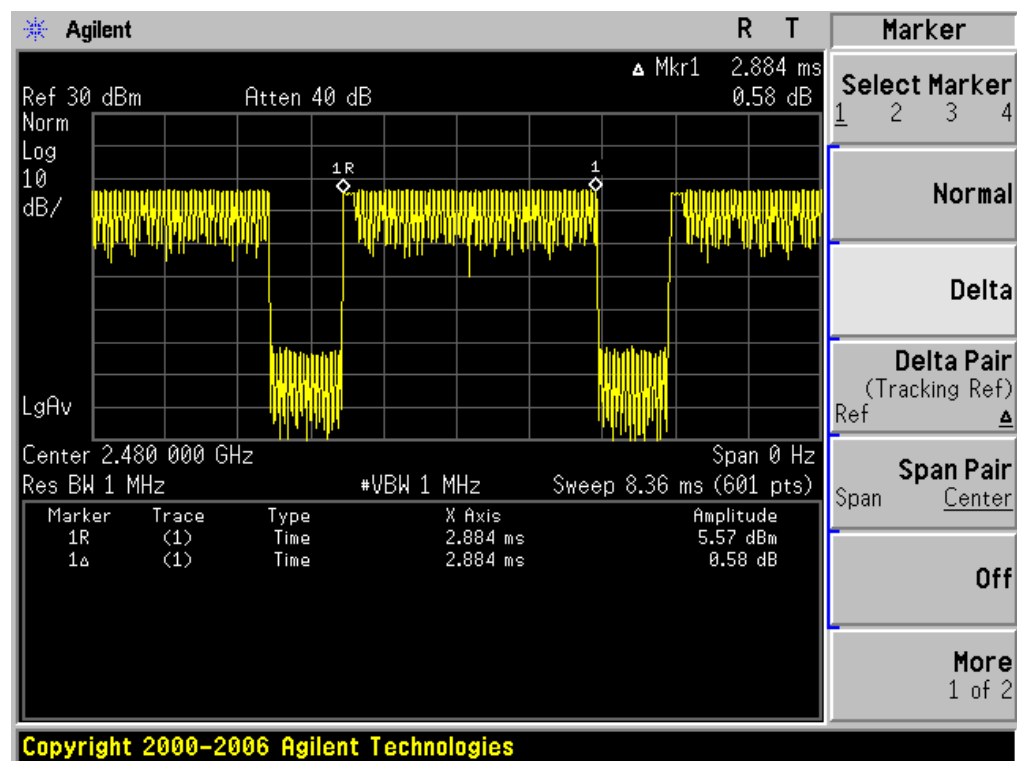 Agilent R T
Δ Mkr1 2.884 ms
Ref 30 dBm Atten 40 dB 0.58 dB
Norm
Log
10
dB/
1R
1
LgAv
Center 2.480 000 GHz Span 0 Hz
Res BW 1 MHz #VBW 1 MHz Sweep 8.36 ms (601 pts)
Marker Trace Type X Axis Amplitude
1R (1) Time 2.884 ms 5.57 dBm
1Δ (1) Time 2.884 ms 0.58 dB
Marker
Select Marker
1 2 3 4
Normal
Delta
Delta Pair
(Tracking Ref)
Ref Δ
Span Pair
Span Center
Off
More
1 of 2
Copyright 2000-2006 Agilent Technologies